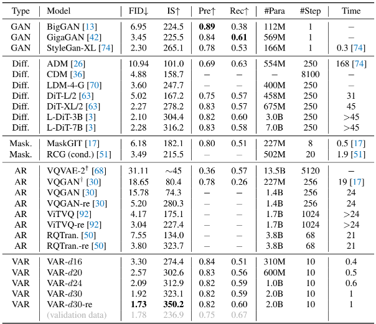 Type Model FID↓ IS↑ Pre↑ Rec↑ #Para #Step Time
GAN BigGAN [13] 6.95 224.5 0.89 0.38 112M 1 −
GAN GigaGAN [42] 3.45 225.5 0.84 0.61 569M 1 −
GAN StyleGan-XL [74] 2.30 265.1 0.78 0.53 166M 1 0.3 [74]
Diff. ADM [26] 10.94 101.0 0.69 0.63 554M 250 168 [74]
Diff. CDM [36] 4.88 158.7 − − − 8100 −
Diff. LDM-4-G [70] 3.60 247.7 − − 400M 250 −
Diff. DiT-L/2 [63] 5.02 167.2 0.75 0.57 458M 250 31
Diff. DiT-XL/2 [63] 2.27 278.2 0.83 0.57 675M 250 45
Diff. L-DiT-3B [3] 2.10 304.4 0.82 0.60 3.0B 250 >45
Diff. L-DiT-7B [3] 2.28 316.2 0.83 0.58 7.0B 250 >45
Mask. MaskGIT [17] 6.18 182.1 0.80 0.51 227M 8 0.5 [17]
Mask. RCG (cond.) [51] 3.49 215.5 − − 502M 20 1.9 [51]
AR VQVAE-2† [68] 31.11 ∼45 0.36 0.57 13.5B 5120 −
AR VQGAN† [30] 18.65 80.4 0.78 0.26 227M 256 19 [17]
AR VQGAN [30] 15.78 74.3 − − 1.4B 256 24
AR VQGAN-re [30] 5.20 280.3 − − 1.4B 256 24
AR ViTVQ [92] 4.17 175.1 − − 1.7B 1024 >24
AR ViTVQ-re [92] 3.04 227.4 − − 1.7B 1024 >24
AR RQTran. [50] 7.55 134.0 − − 3.8B 68 21
AR RQTran.-re [50] 3.80 323.7 − − 3.8B 68 21
VAR VAR-d16 3.30 274.4 0.84 0.51 310M 10 0.4
VAR VAR-d20 2.57 302.6 0.83 0.56 600M 10 0.5
VAR VAR-d24 2.09 312.9 0.82 0.59 1.0B 10 0.6
VAR VAR-d30 1.92 323.1 0.82 0.59 2.0B 10 1
VAR VAR-d30-re 1.73 350.2 0.82 0.60 2.0B 10 1
(validation data) 1.78 236.9 0.75 0.67